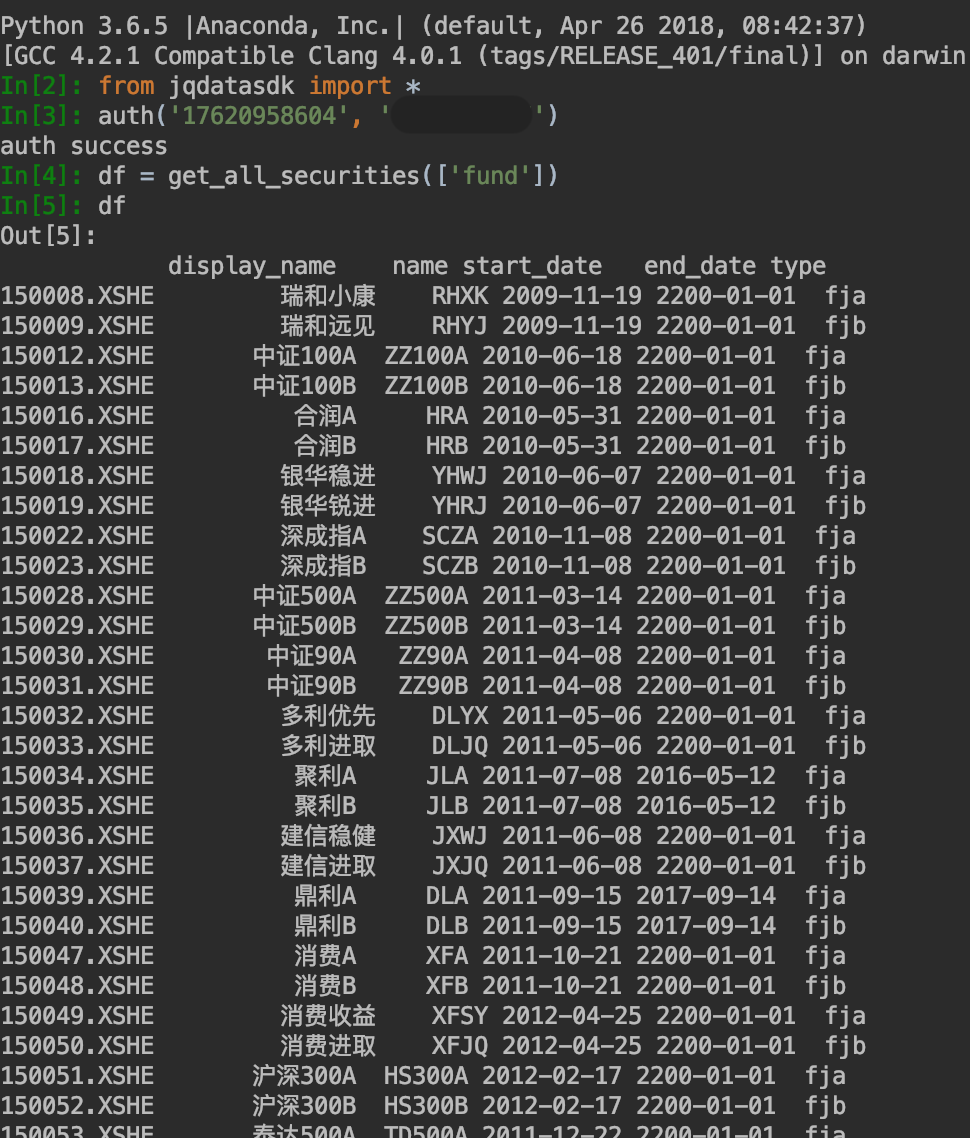 Python 3.6.5 |Anaconda, Inc.| (default, Apr 26 2018, 08:42:37)
[GCC 4.2.1 Compatible Clang 4.0.1 (tags/RELEASE_401/final)] on darwin
In[2]: from jqdatasdk import *
In[3]: auth('17620958604', '          ')
auth success
In[4]: df = get_all_securities(['fund'])
In[5]: df
Out[5]:
display_name name start_date end_date type
150008.XSHE 瑞和小康 RHXK 2009-11-19 2200-01-01 fja
150009.XSHE 瑞和远见 RHYJ 2009-11-19 2200-01-01 fjb
150012.XSHE 中证100A ZZ100A 2010-06-18 2200-01-01 fja
150013.XSHE 中证100B ZZ100B 2010-06-18 2200-01-01 fjb
150016.XSHE 合润A HRA 2010-05-31 2200-01-01 fja
150017.XSHE 合润B HRB 2010-05-31 2200-01-01 fjb
150018.XSHE 银华稳进 YHWJ 2010-06-07 2200-01-01 fja
150019.XSHE 银华锐进 YHRJ 2010-06-07 2200-01-01 fjb
150022.XSHE 深成指A SCZA 2010-11-08 2200-01-01 fja
150023.XSHE 深成指B SCZB 2010-11-08 2200-01-01 fjb
150028.XSHE 中证500A ZZ500A 2011-03-14 2200-01-01 fja
150029.XSHE 中证500B ZZ500B 2011-03-14 2200-01-01 fjb
150030.XSHE 中证90A ZZ90A 2011-04-08 2200-01-01 fja
150031.XSHE 中证90B ZZ90B 2011-04-08 2200-01-01 fjb
150032.XSHE 多利优先 DLYX 2011-05-06 2200-01-01 fja
150033.XSHE 多利进取 DLJQ 2011-05-06 2200-01-01 fjb
150034.XSHE 聚利A JLA 2011-07-08 2016-05-12 fja
150035.XSHE 聚利B JLB 2011-07-08 2016-05-12 fjb
150036.XSHE 建信稳健 JXWJ 2011-06-08 2200-01-01 fja
150037.XSHE 建信进取 JXJQ 2011-06-08 2200-01-01 fjb
150039.XSHE 鼎利A DLA 2011-09-15 2017-09-14 fja
150040.XSHE 鼎利B DLB 2011-09-15 2017-09-14 fjb
150047.XSHE 消费A XFA 2011-10-21 2200-01-01 fja
150048.XSHE 消费B XFB 2011-10-21 2200-01-01 fjb
150049.XSHE 消费收益 XFSY 2012-04-25 2200-01-01 fja
150050.XSHE 消费进取 XFJQ 2012-04-25 2200-01-01 fjb
150051.XSHE 沪深300A HS300A 2012-02-17 2200-01-01 fja
150052.XSHE 沪深300B HS300B 2012-02-17 2200-01-01 fjb
150053.XSHE 泰达500A TD500A 2011-12-22 2200-01-01 fja